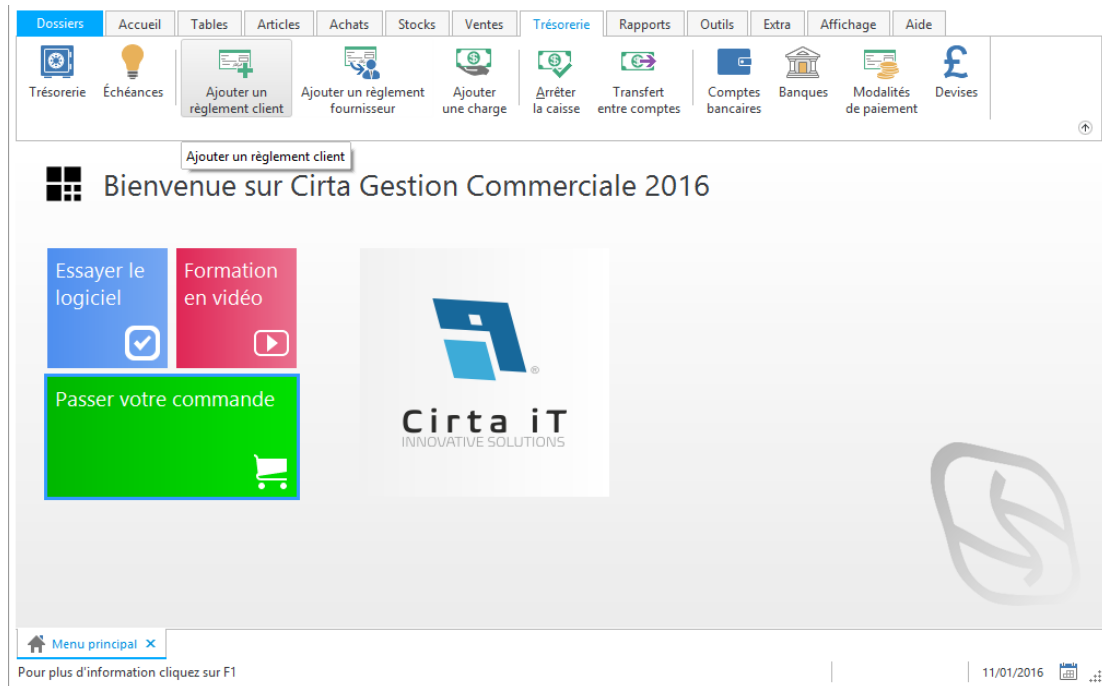 Dossiers Accueil Tables Articles Achats Stocks Ventes Trésorerie Rapports Outils Extra Affichage Aide
Trésorerie Échéances Ajouter un Ajouter un règlement Ajouter Arrêter Transfert Comptes Banques Modalités Devises
règlement client fournisseur une charge la caisse entre comptes bancaires de paiement
Ajouter un règlement client
Bienvenue sur Cirta Gestion Commerciale 2016
Essayer le Formation
logiciel en vidéo
Passer votre commande
®
Cirta iT
INNOVATIVE SOLUTIONS
Menu principal
Pour plus d'information cliquez sur F1 11/01/2016